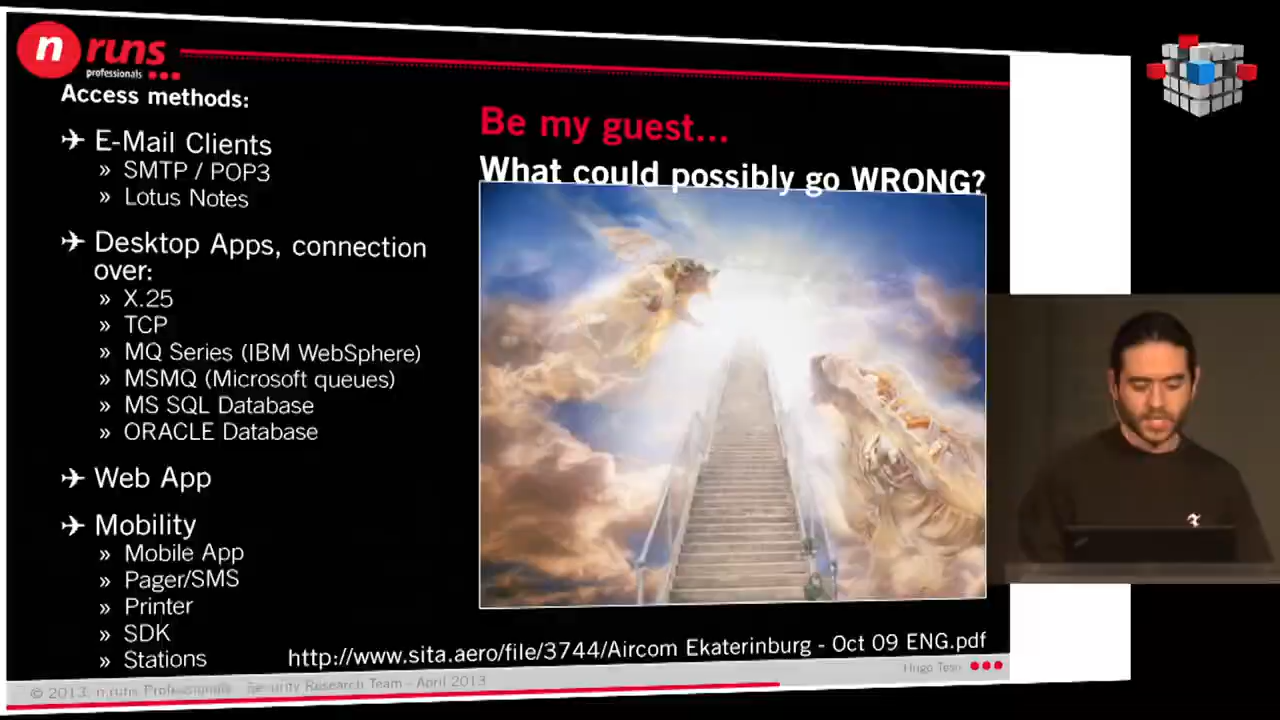 n runs
professionals
Access methods:
E-Mail Clients
» SMTP / POP3
» Lotus Notes
Desktop Apps, connection
over:
» X.25
» TCP
» MQ Series (IBM WebSphere)
» MSMQ (Microsoft queues)
» MS SQL Database
» ORACLE Database
Web App
Mobility
» Mobile App
» Pager/SMS
» Printer
» SDK
» Stations
Be my guest...
What could possibly go WRONG?
http://www.sita.aero/file/3744/Aircom Ekaterinburg - Oct 09 ENG.pdf
Hugo Teso
© 2013, n.runs Professionals Security Research Team - April 2013